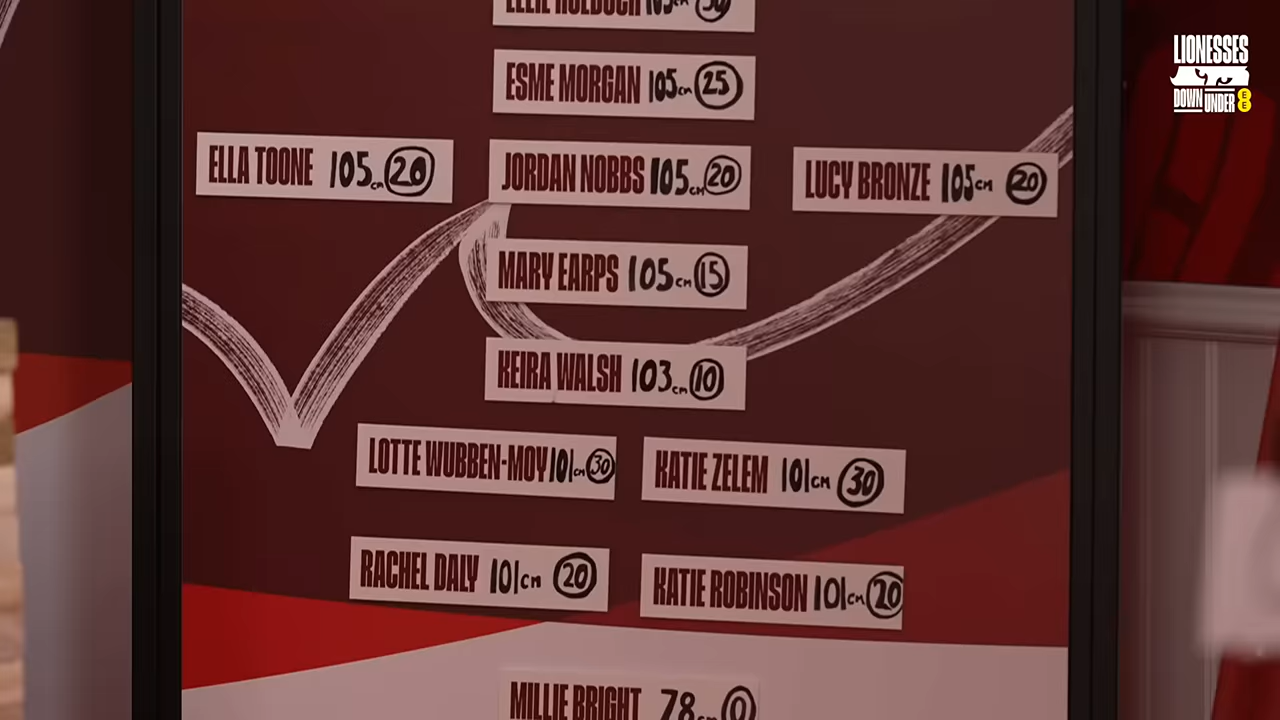 LIONESSES
DOWN UNDER EE
ESME MORGAN 105cm 25
ELLA TOONE 105cm 20
JORDAN NOBBS 105cm 20
LUCY BRONZE 105cm 20
MARY EARPS 105cm 15
KEIRA WALSH 103cm 10
LOTTE WUBBEN-MOY 101cm 30
KATIE ZELEM 101cm 30
RACHEL DALY 101cm 20
KATIE ROBINSON 101cm 20
MILLIE BRIGHT 78cm 0